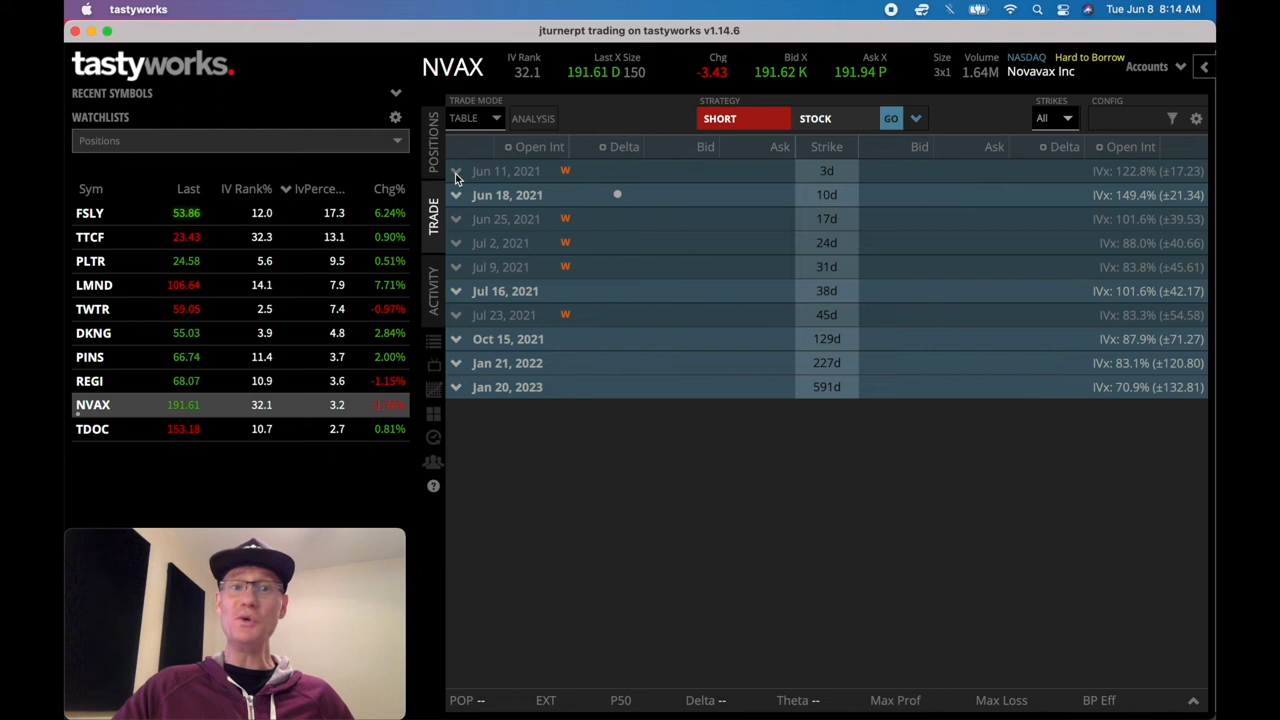 tastyworks
Tue Jun 8 8:14 AM
jturnerpt trading on tastyworks v1.14.6
tastyworks.
RECENT SYMBOLS
WATCHLISTS
Positions
Sym Last IV Rank% IvPerce... Chg%
FSLY 53.86 12.0 17.3 6.24%
TTCF 23.43 32.3 13.1 0.90%
PLTR 24.58 5.6 9.5 0.51%
LMND 106.64 14.1 7.9 7.71%
TWTR 59.05 2.5 7.4 -0.97%
DKNG 55.03 3.9 4.8 2.84%
PINS 66.74 11.4 3.7 2.00%
REGI 68.07 10.9 3.6 -1.15%
NVAX 191.61 32.1 3.2
TDOC 153.18 10.7 2.7 0.81%
POSITIONS
TRADE
ACTIVITY
NVAX
IV Rank Last X Size Chg Bid X Ask X Size Volume NASDAQ Hard to Borrow
32.1 191.61 D 150 -3.43 191.62 K 191.94 P 3x1 1.64M Novavax Inc
Accounts
TRADE MODE STRATEGY STRIKES CONFIG
TABLE ANALYSIS SHORT STOCK GO All
Open Int Delta Bid Ask Strike Bid Ask Delta Open Int
Jun 11, 2021 W 3d IVx: 122.8% (±17.23)
Jun 18, 2021 10d IVx: 149.4% (±21.34)
Jun 25, 2021 W 17d IVx: 101.6% (±39.53)
Jul 2, 2021 W 24d IVx: 88.0% (±40.66)
Jul 9, 2021 W 31d IVx: 83.8% (±45.61)
Jul 16, 2021 38d IVx: 101.6% (±42.17)
Jul 23, 2021 W 45d IVx: 83.3% (±54.58)
Oct 15, 2021 129d IVx: 87.9% (±71.27)
Jan 21, 2022 227d IVx: 83.1% (±120.80)
Jan 20, 2023 591d IVx: 70.9% (±132.81)
POP -- EXT P50 Delta -- Theta -- Max Prof Max Loss BP Eff